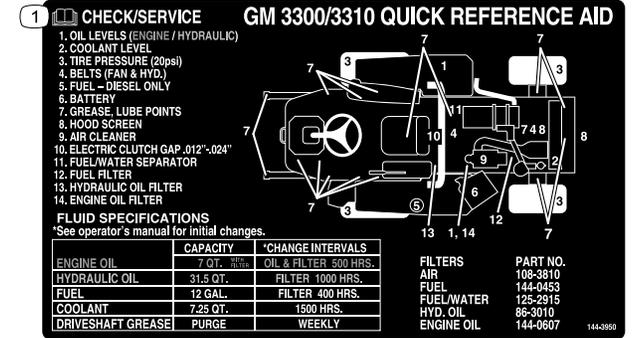 1
CHECK/SERVICE
GM 3300/3310 QUICK REFERENCE AID
1. OIL LEVELS (ENGINE / HYDRAULIC)
2. COOLANT LEVEL
3. TIRE PRESSURE (20psi)
4. BELTS (FAN & HYD.)
5. FUEL – DIESEL ONLY
6. BATTERY
7. GREASE, LUBE POINTS
8. HOOD SCREEN
9. AIR CLEANER
10. ELECTRIC CLUTCH GAP .012"-.024"
11. FUEL/WATER SEPARATOR
12. FUEL FILTER
13. HYDRAULIC OIL FILTER
14. ENGINE OIL FILTER
7
3
1
7
3
7
7
11
10
4
7 4 8
8
9
2
6
7
3
5
3
13
1, 14
12
7
FLUID SPECIFICATIONS
*See operator's manual for initial changes.
CAPACITY *CHANGE INTERVALS
ENGINE OIL 7 QT. WITH FILTER OIL & FILTER 500 HRS.
HYDRAULIC OIL 31.5 QT. FILTER 1000 HRS.
FUEL 12 GAL. FILTER 400 HRS.
COOLANT 7.25 QT. 1500 HRS.
DRIVESHAFT GREASE PURGE WEEKLY
FILTERS PART NO.
AIR 108-3810
FUEL 144-0453
FUEL/WATER 125-2915
HYD. OIL 86-3010
ENGINE OIL 144-0607
144-3950